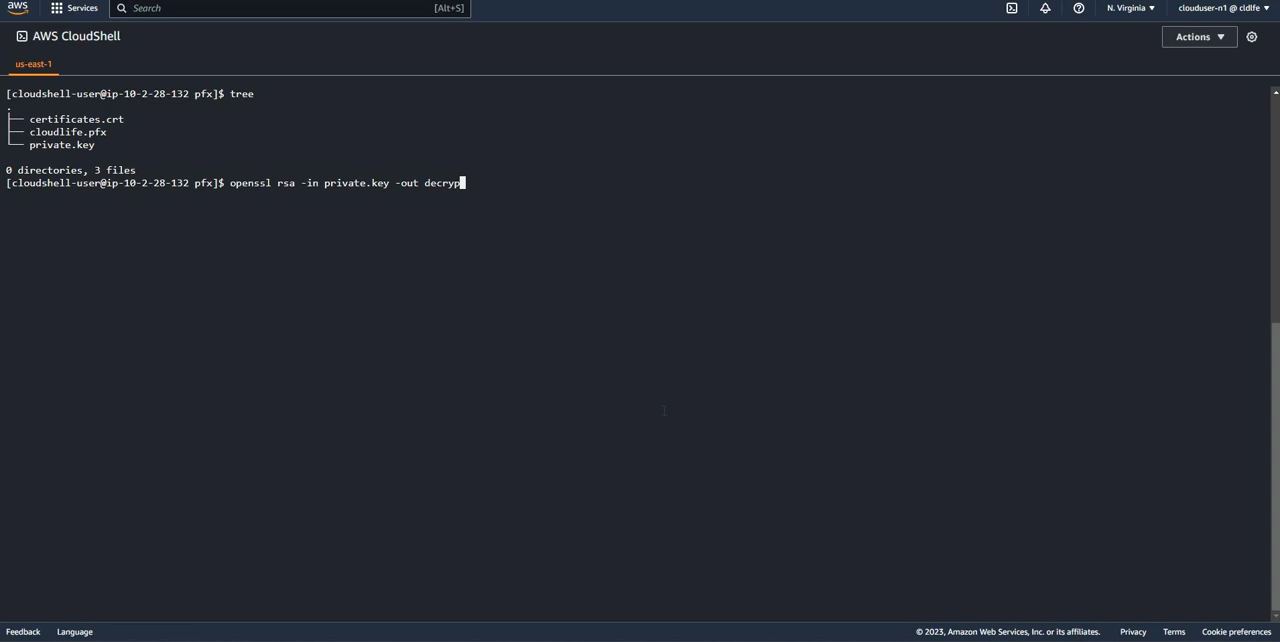 aws Services Search [Alt+S] N. Virginia ▼ clouduser-n1 @ cldlfe ▼
AWS CloudShell Actions ▼
us-east-1
[cloudshell-user@ip-10-2-28-132 pfx]$ tree
.
├── certificates.crt
├── cloudlife.pfx
└── private.key
0 directories, 3 files
[cloudshell-user@ip-10-2-28-132 pfx]$ openssl rsa -in private.key -out decryp
Feedback Language © 2023, Amazon Web Services, Inc. or its affiliates. Privacy Terms Cookie preferences